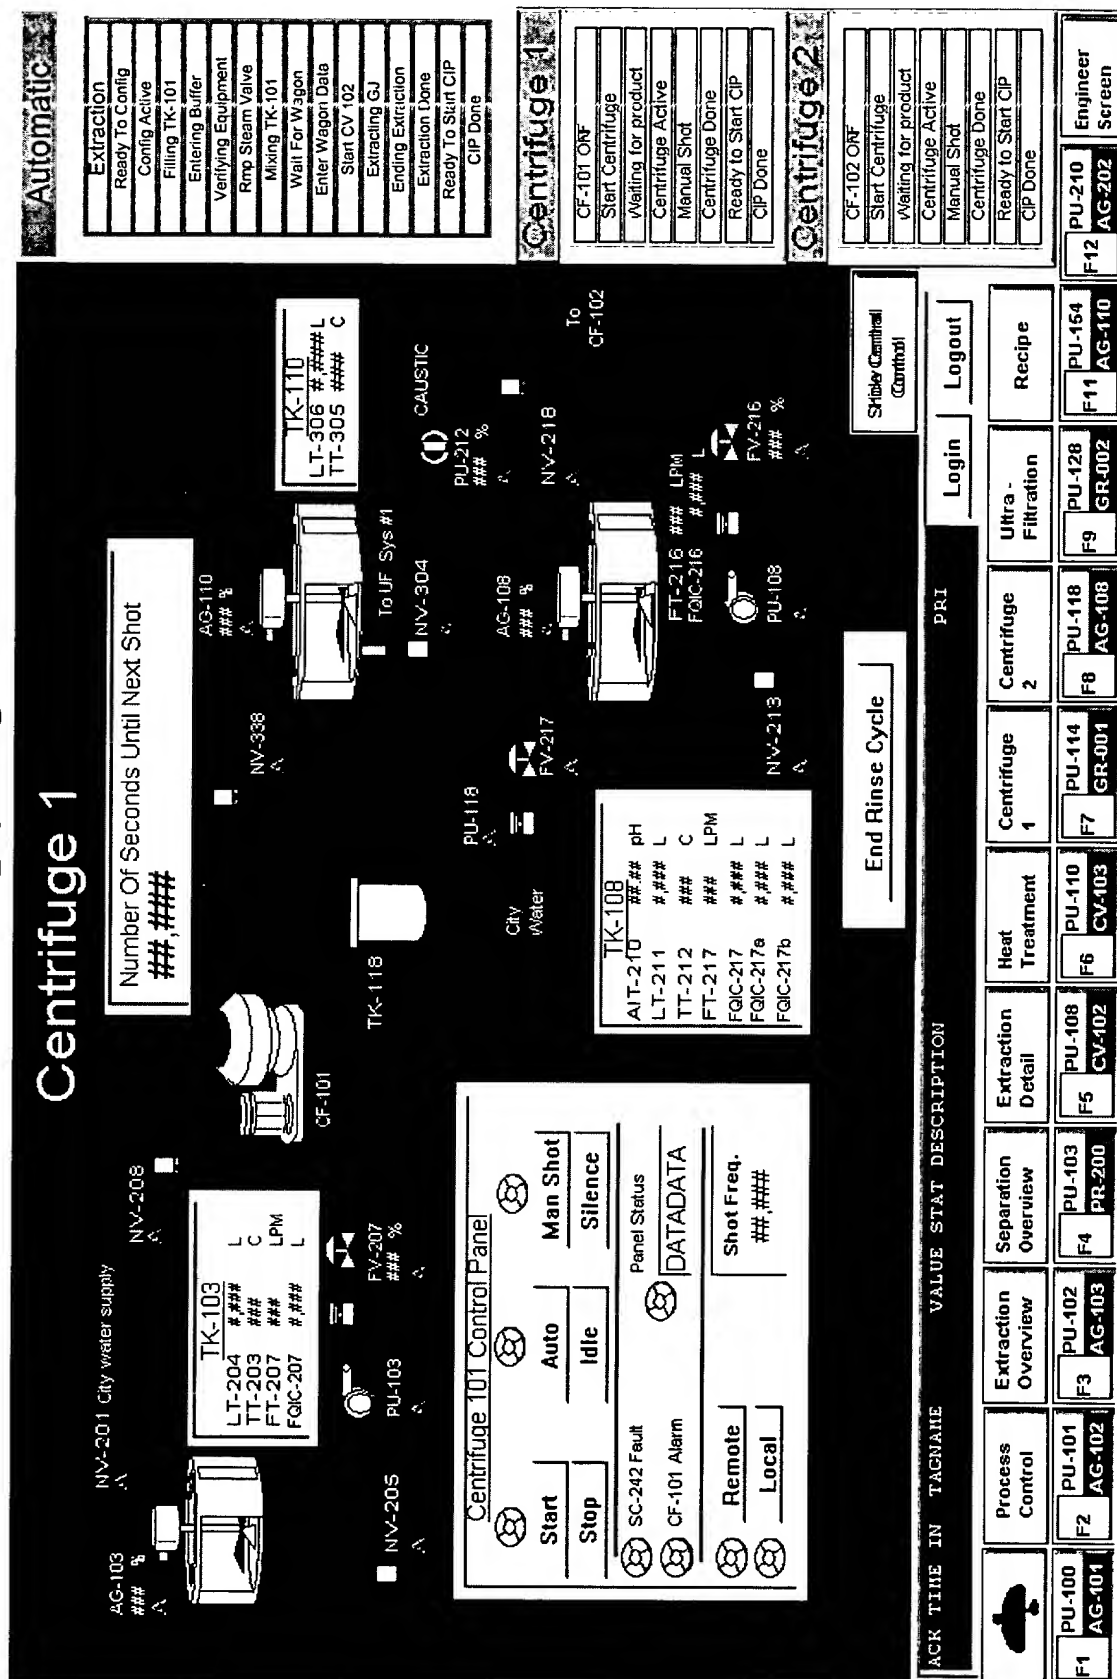 Centrifuge 1
Automatic
Extraction
Ready To Config
Config Active
Filling TK-101
Entering Buffer
Verifying Equipment
Rmp Steam Valve
Mixing TK-101
Wait For Wagon
Enter Wagon Data
Start CV 102
Extracting GJ
Ending Extraction
Extraction Done
Ready To Start CIP
CIP Done
Centrifuge 1
Start Centrifuge
Waiting for product
Centrifuge Active
Manual Shot
Centrifuge Done
Ready to Start CIP
CIP Done
Centrifuge 2
Start Centrifuge
Waiting for product
Centrifuge Active
Manual Shot
Centrifuge Done
Ready to Start CIP
CIP Done
Number Of Seconds Until Next Shot
##,###
AG-103
### %
A
NV-201 City water supply
A
NV-208
A
TK-103
LT-204 #,### L
TT-203 ### C
FT-207 ### LPM
FQIC-207 #,### L
NV-205
A
PU-103
A
FV-207
### %
A
CF-101
TK-118
NV-338
A
AG-110
### %
A
TK-110
LT-306 #,### L
TT-305 ### C
To UF Sys #1
NV-304
A
CAUSTIC
PU-212
### %
A
NV-218
A
To
CF-102
City
Water
PU-118
A
FV-217
A
AG-108
### %
A
TK-108
AIT-210 ##.## pH
LT-211 #,### L
TT-212 ### C
FT-217 ### LPM
FQIC-217 #,### L
FQIC-217a #,### L
FQIC-217b #,### L
NV-213
A
FT-216 ### LPM
FQIC-216 #,### L
PU-108
A
FV-216
### %
A
Centrifuge 101 Control Panel
Start
Auto
Man Shot
Stop
Idle
Silence
SC-242 Fault
CF-101 Alarm
Panel Status
DATADATA
Remote
Local
Shot Freq.
##,###
End Rinse Cycle
ACK TIME IN TAGNAME VALUE STAT DESCRIPTION PRI
Login
Logout
Process
Control
Extraction
Overview
Separation
Overview
Extraction
Detail
Heat
Treatment
Centrifuge
1
Centrifuge
2
Ultra -
Filtration
Recipe
Engineer
Screen
F1 PU-100
AG-101
F2 PU-101
AG-102
F3 PU-102
AG-103
F4 PU-103
PR-200
F5 PU-108
CV-102
F6 PU-110
CV-103
F7 PU-114
GR-001
F8 PU-118
AG-108
F9 PU-128
GR-002
F11 PU-154
AG-110
F12 PU-210
AG-202